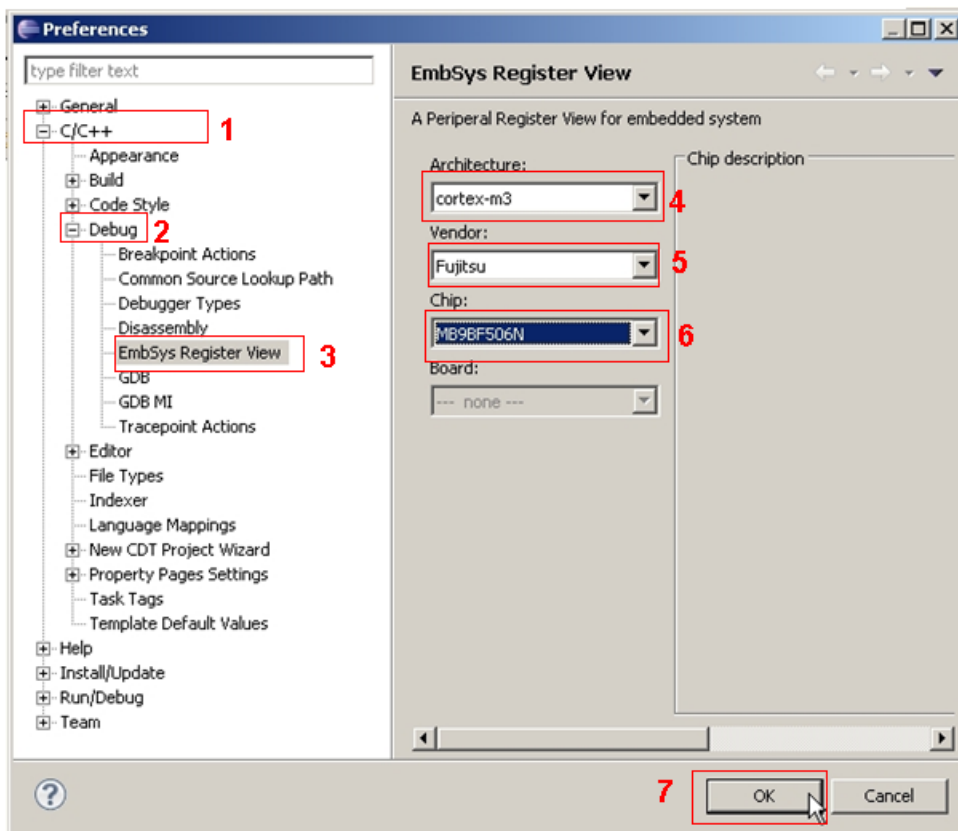 Preferences
type filter text
General
C/C++
1
Appearance
Build
Code Style
Debug
2
Breakpoint Actions
Common Source Lookup Path
Debugger Types
Disassembly
EmbSys Register View
3
GDB
GDB MI
Tracepoint Actions
Editor
File Types
Indexer
Language Mappings
New CDT Project Wizard
Property Pages Settings
Task Tags
Template Default Values
Help
Install/Update
Run/Debug
Team
EmbSys Register View
A Periperal Register View for embedded system
Architecture:
cortex-m3
4
Vendor:
Fujitsu
5
Chip:
MB9BF506N
6
Board:
--- none ---
Chip description
7
OK
Cancel